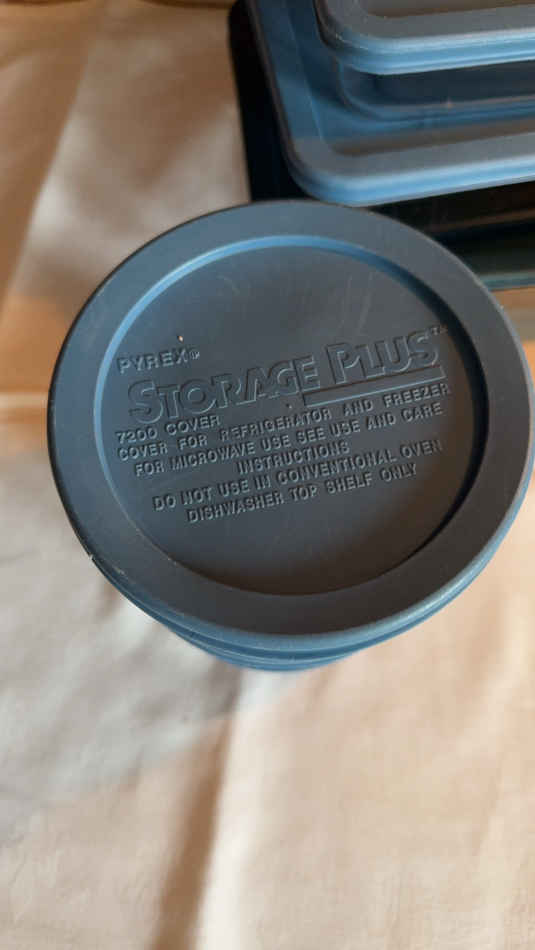 PYREX®
STORAGE PLUS™
7200 COVER
COVER FOR REFRIGERATOR AND FREEZER
FOR MICROWAVE USE SEE USE AND CARE
INSTRUCTIONS
DO NOT USE IN CONVENTIONAL OVEN
DISHWASHER TOP SHELF ONLY